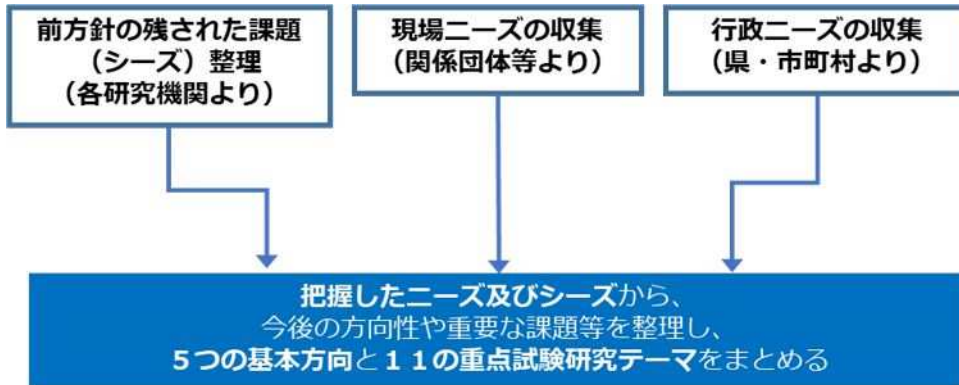 前方針の残された課題
（シーズ）整理
（各研究機関より）
現場ニーズの収集
（関係団体等より）
行政ニーズの収集
（県・市町村より）
把握したニーズ及びシーズから、
今後の方向性や重要な課題等を整理し、
５つの基本方向と１１の重点試験研究テーマをまとめる